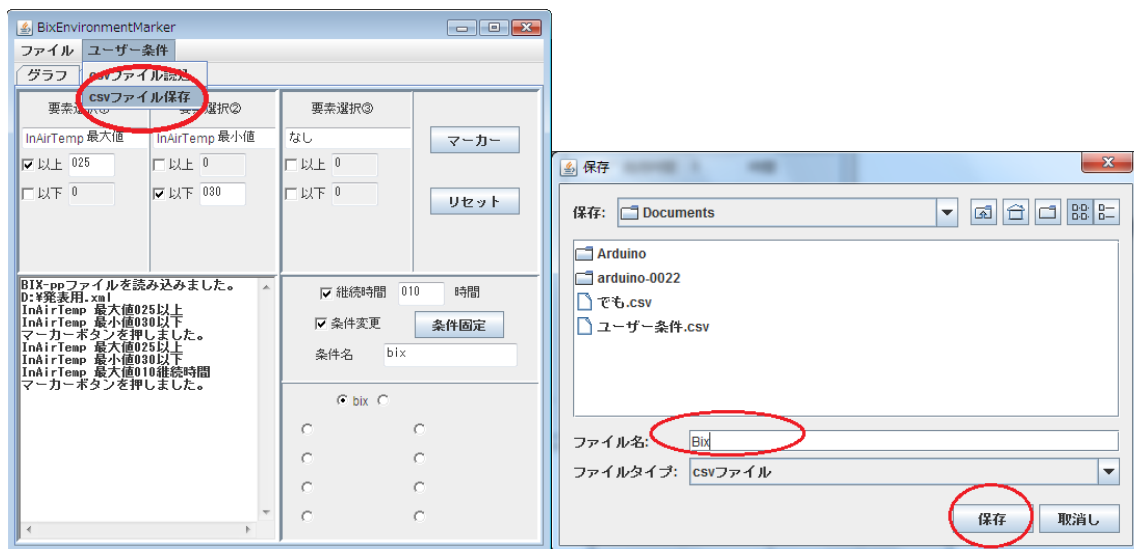 BixEnvironmentMarker
ファイル ユーザー条件
グラフ csvファイル読込
csvファイル保存
要素選択① 要素選択② 要素選択③
InAirTemp 最大値 InAirTemp 最小値 なし
マーカー
以上 025 以上 0 以上 0
以下 0 以下 030 以下 0
リセット
BIX-ppファイルを読み込みました。
D:¥発表用.xml
InAirTemp 最大値025以上
InAirTemp 最小値030以下
マーカーボタンを押しました。
InAirTemp 最大値025以上
InAirTemp 最小値030以下
InAirTemp 最大値010継続時間
マーカーボタンを押しました。
継続時間 010 時間
条件変更 条件固定
条件名 bix
bix
保存
保存: Documents
Arduino
arduino-0022
でも.csv
ユーザー条件.csv
ファイル名: Bix
ファイルタイプ: csvファイル
保存 取消し